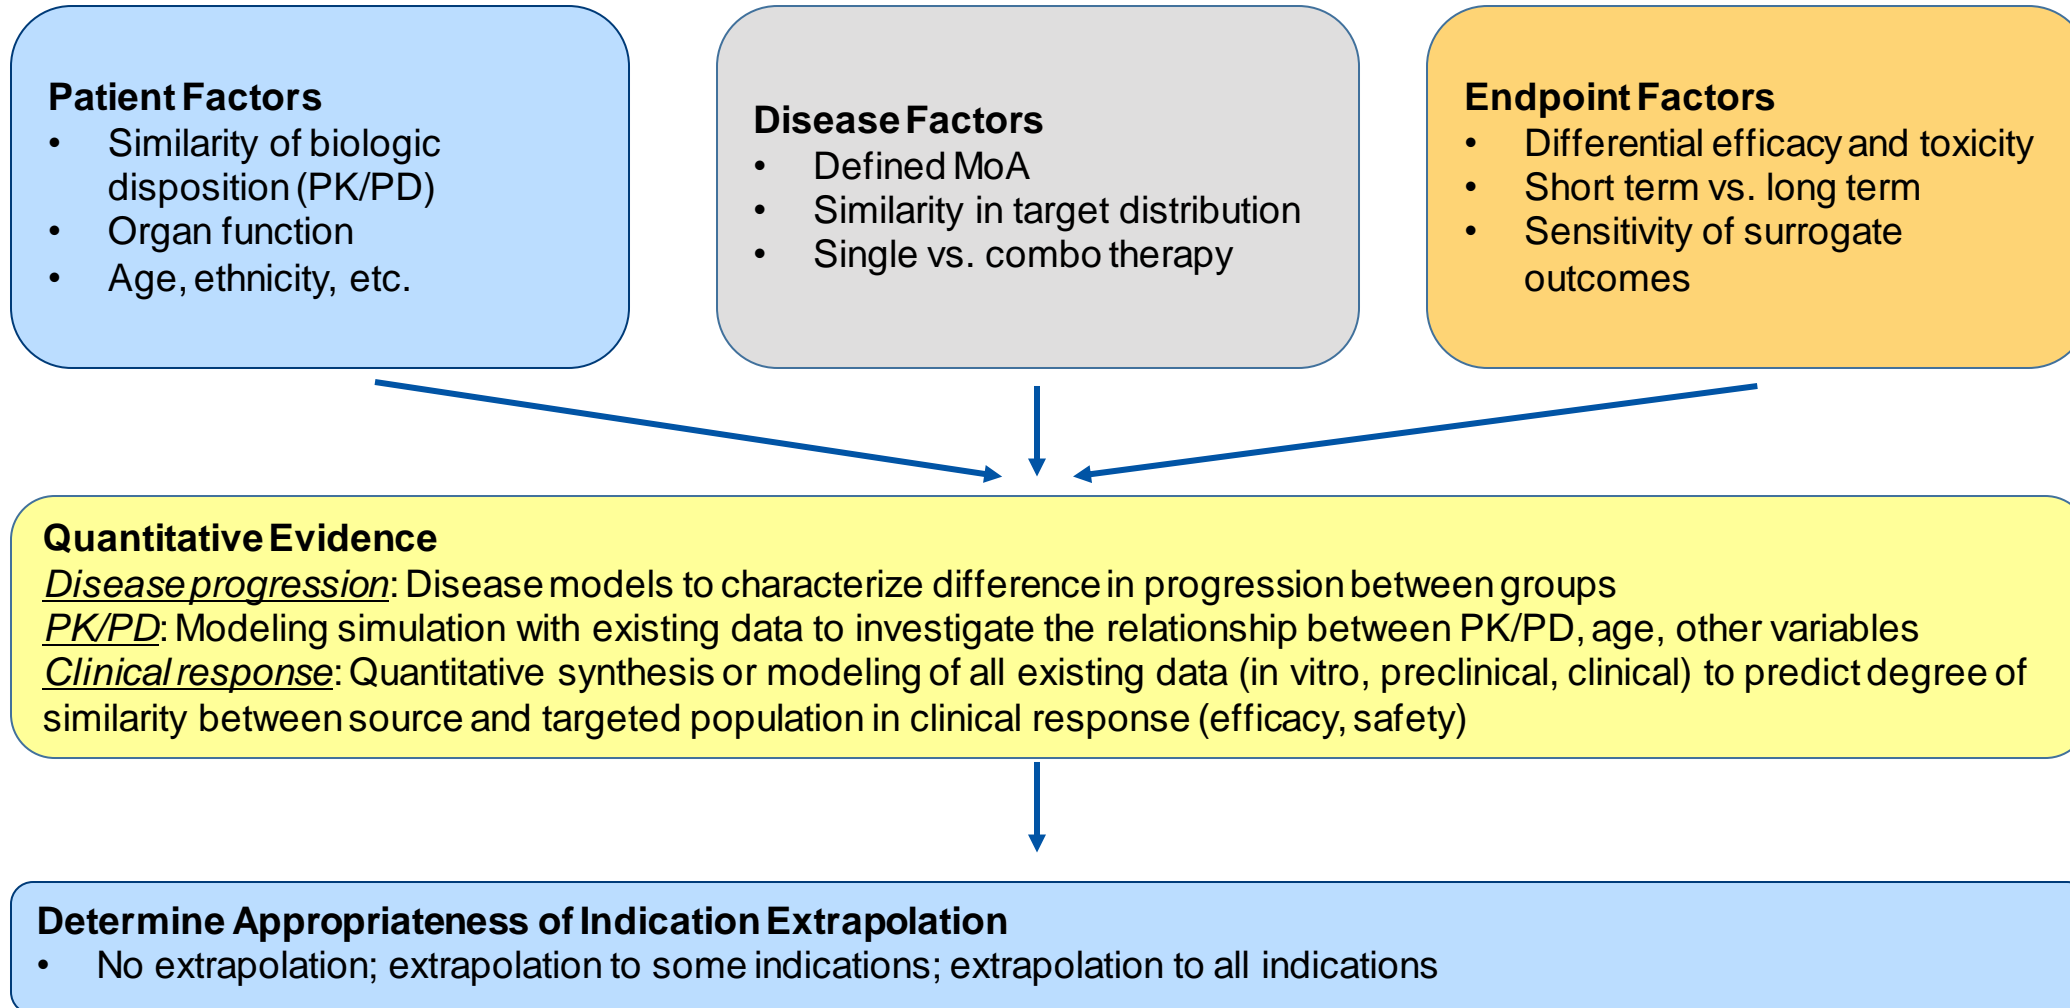 Patient Factors
• Similarity of biologic
disposition (PK/PD)
• Organ function
• Age, ethnicity, etc.
Disease Factors
• Defined MoA
• Similarity in target distribution
• Single vs. combo therapy
Endpoint Factors
• Differential efficacy and toxicity
• Short term vs. long term
• Sensitivity of surrogate
outcomes
Quantitative Evidence
Disease progression: Disease models to characterize difference in progression between groups
PK/PD: Modeling simulation with existing data to investigate the relationship between PK/PD, age, other variables
Clinical response: Quantitative synthesis or modeling of all existing data (in vitro, preclinical, clinical) to predict degree of
similarity between source and targeted population in clinical response (efficacy, safety)
Determine Appropriateness of Indication Extrapolation
• No extrapolation; extrapolation to some indications; extrapolation to all indications